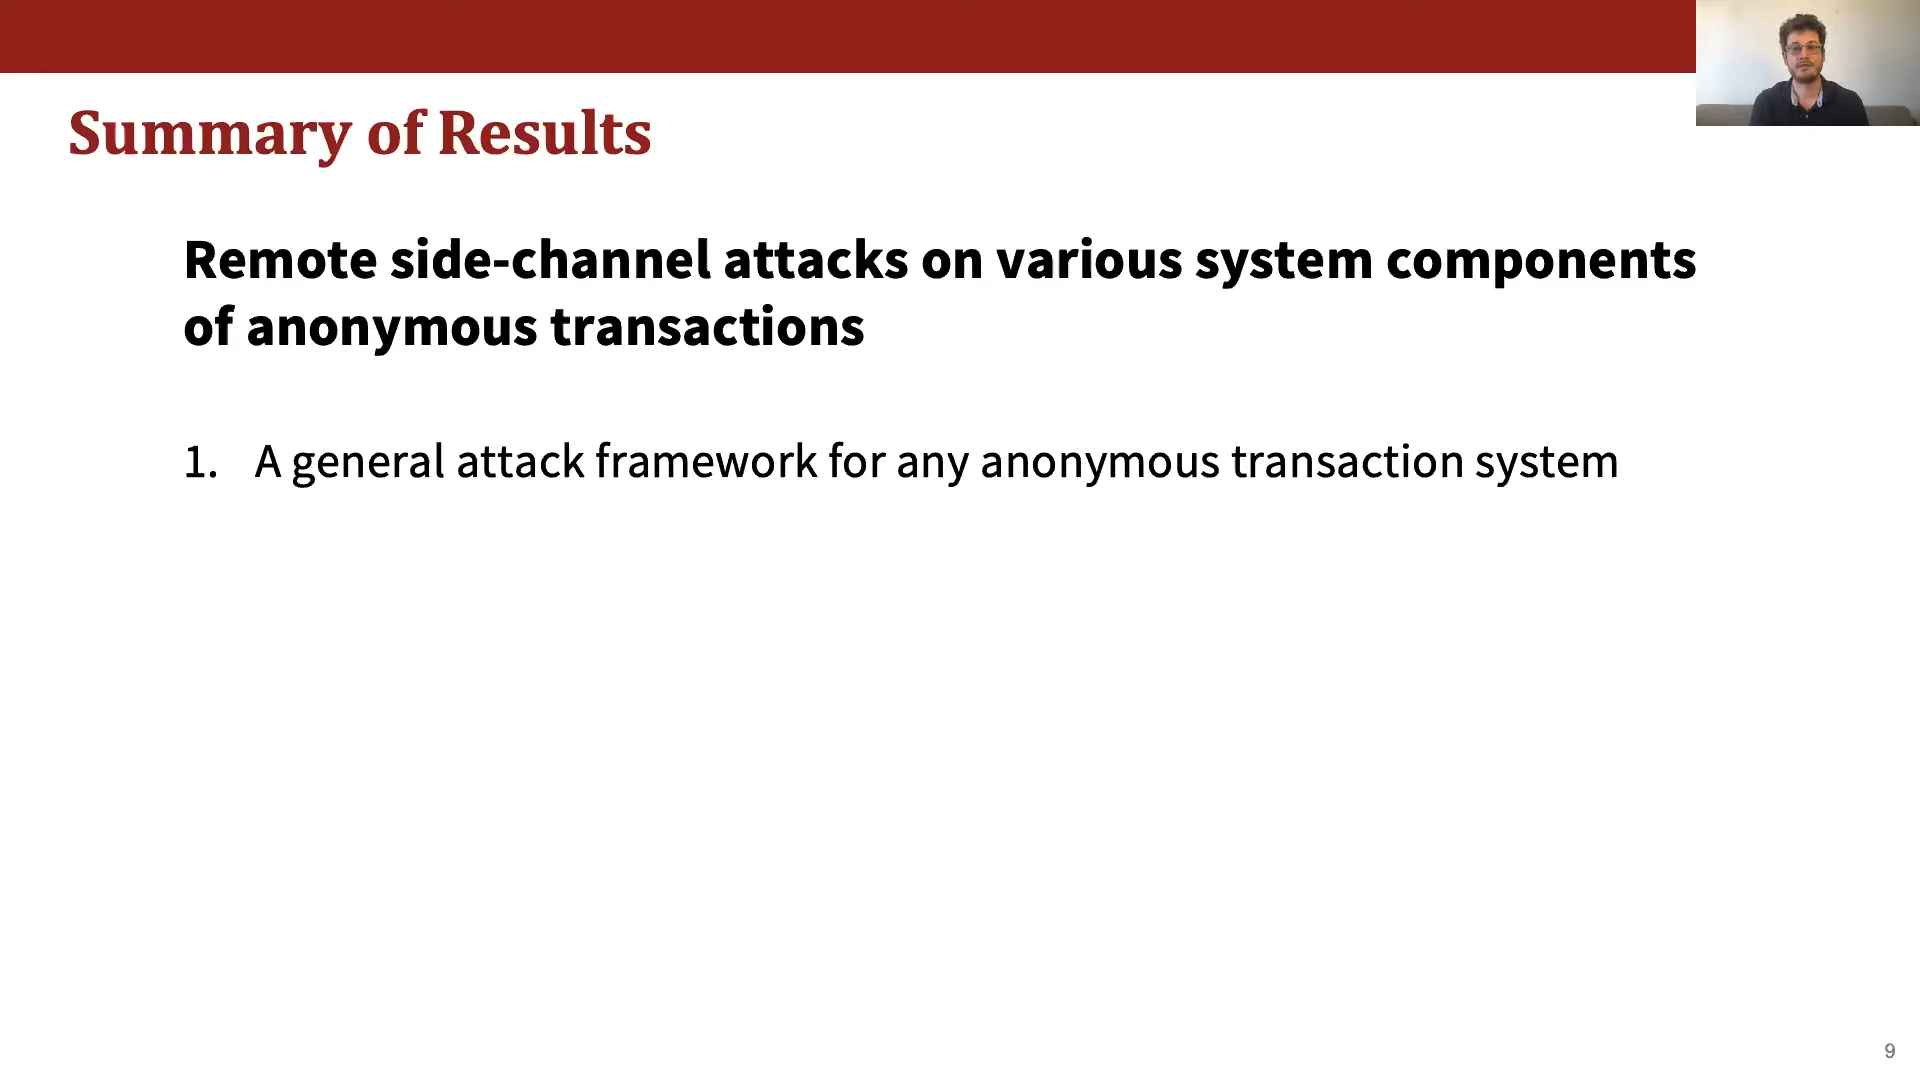 Summary of Results
Remote side-channel attacks on various system components
of anonymous transactions
1. A general attack framework for any anonymous transaction system
9